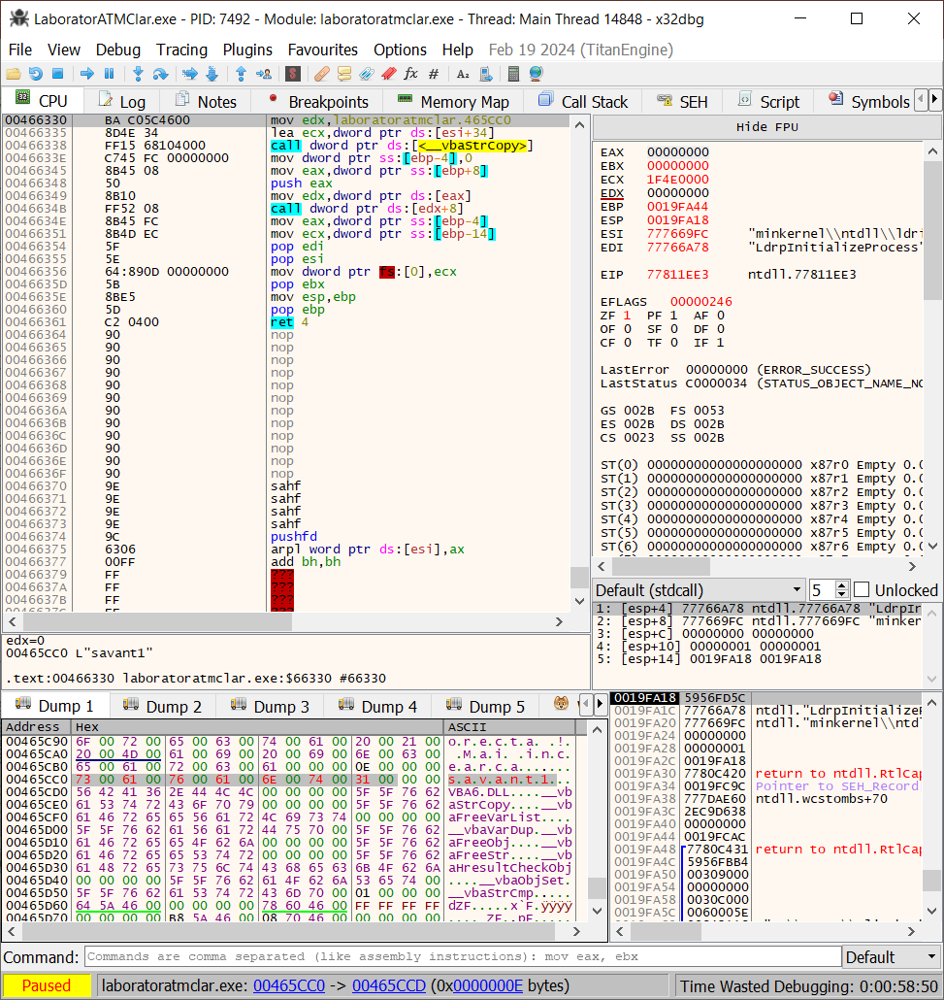 LaboratorATMClar.exe - PID: 7492 - Module: laboratoratmclar.exe - Thread: Main Thread 14848 - x32dbg
File View Debug Tracing Plugins Favourites Options Help Feb 19 2024 (TitanEngine)
CPU Log Notes Breakpoints Memory Map Call Stack SEH Script Symbols
00466330 BA C05C4600 mov edx,laboratoratmclar.465CC0
00466335 8D4E 34 lea ecx,dword ptr ds:[esi+34]
00466338 FF15 68104000 call dword ptr ds:[<__vbaStrCopy>]
0046633E C745 FC 00000000 mov dword ptr ss:[ebp-4],0
00466345 8B45 08 mov eax,dword ptr ss:[ebp+8]
00466348 50 push eax
00466349 8B10 mov edx,dword ptr ds:[eax]
0046634B FF52 08 call dword ptr ds:[edx+8]
0046634E 8B45 FC mov eax,dword ptr ss:[ebp-4]
00466351 8B4D EC mov ecx,dword ptr ss:[ebp-14]
00466354 5F pop edi
00466355 5E pop esi
00466356 64:890D 00000000 mov dword ptr fs:[0],ecx
0046635D 5B pop ebx
0046635E 8BE5 mov esp,ebp
00466360 5D pop ebp
00466361 C2 0400 ret 4
00466364 90 nop
00466365 90 nop
00466366 90 nop
00466367 90 nop
00466368 90 nop
00466369 90 nop
0046636A 90 nop
0046636B 90 nop
0046636C 90 nop
0046636D 90 nop
0046636E 90 nop
0046636F 90 nop
00466370 9E sahf
00466371 9E sahf
00466372 9E sahf
00466373 9E sahf
00466374 9C pushfd
00466375 6306 arpl word ptr ds:[esi],ax
00466377 00FF add bh,bh
00466379 FF ???
0046637A FF ???
0046637B FF ???
edx=0
00465CC0 L"savant1"
.text:00466330 laboratoratmclar.exe:$66330 #66330
Hide FPU
EAX 00000000
EBX 00000000
ECX 1F4E0000
EDX 00000000
EBP 0019FA44
ESP 0019FA18
ESI 777669FC "minkernel\\ntdll\\ldri
EDI 77766A78 "LdrpInitializeProcess"
EIP 77811EE3 ntdll.77811EE3
EFLAGS 00000246
ZF 1 PF 1 AF 0
OF 0 SF 0 DF 0
CF 0 TF 0 IF 1
LastError 00000000 (ERROR_SUCCESS)
LastStatus C0000034 (STATUS_OBJECT_NAME_NO
GS 002B FS 0053
ES 002B DS 002B
CS 0023 SS 002B
ST(0) 00000000000000000000 x87r0 Empty 0.0
ST(1) 00000000000000000000 x87r1 Empty 0.0
ST(2) 00000000000000000000 x87r2 Empty 0.0
ST(3) 00000000000000000000 x87r3 Empty 0.0
ST(4) 00000000000000000000 x87r4 Empty 0.0
ST(5) 00000000000000000000 x87r5 Empty 0.0
ST(6) 00000000000000000000 x87r6 Empty 0.0
Default (stdcall) 5 Unlocked
1: [esp+4] 77766A78 ntdll.77766A78 "LdrpIn
2: [esp+8] 777669FC ntdll.777669FC "minker
3: [esp+C] 00000000 00000000
4: [esp+10] 00000001 00000001
5: [esp+14] 0019FA18 0019FA18
Dump 1 Dump 2 Dump 3 Dump 4 Dump 5
Address Hex ASCII
00465C90 6F 00 72 00 65 00 63 00 74 00 61 00 20 00 21 00 o.r.e.c.t.a. .!.
00465CA0 20 00 4D 00 61 00 69 00 20 00 69 00 6E 00 63 00 .M.a.i. .i.n.c.
00465CB0 65 00 61 00 72 00 63 00 61 00 00 00 0E 00 00 00 e.a.r.c.a.......
00465CC0 73 00 61 00 76 00 61 00 6E 00 74 00 31 00 00 00 s.a.v.a.n.t.1...
00465CD0 56 42 41 36 2E 44 4C 4C 00 00 00 00 5F 5F 76 62 VBA6.DLL....__vb
00465CE0 61 53 74 72 43 6F 70 79 00 00 00 00 5F 5F 76 62 aStrCopy....__vb
00465CF0 61 46 72 65 65 56 61 72 4C 69 73 74 00 00 00 00 aFreeVarList....
00465D00 5F 5F 76 62 61 56 61 72 44 75 70 00 5F 5F 76 62 __vbaVarDup.__vb
00465D10 61 46 72 65 65 4F 62 6A 00 00 00 00 5F 5F 76 62 aFreeObj....__vb
00465D20 61 46 72 65 65 53 74 72 00 00 00 00 5F 5F 76 62 aFreeStr....__vb
00465D30 61 48 72 65 73 75 6C 74 43 68 65 63 6B 4F 62 6A aHresultCheckObj
00465D40 00 00 00 00 5F 5F 76 62 61 4F 62 6A 53 65 74 00 ....__vbaObjSet.
00465D50 5F 5F 76 62 61 53 74 72 43 6D 70 00 01 00 00 00 __vbaStrCmp.....
00465D60 64 5A 46 00 00 00 00 00 78 60 46 00 FF FF FF FF dZF.....x`F.ÿÿÿÿ
00465D70 00 00 00 00 B8 5A 46 00 08 70 46 00 00 00 00 00
0019FA18 5956FD5C
0019FA1C 77766A78 ntdll."LdrpInitializeP
0019FA20 777669FC ntdll."minkernel\\ntd
0019FA24 00000000
0019FA28 00000001
0019FA2C 0019FA18
0019FA30 7780C420 return to ntdll.RtlCap
0019FA34 0019FC9C Pointer to SEH_Record
0019FA38 777DAE60 ntdll.wcstombs+70
0019FA3C 2EC9D638
0019FA40 00000000
0019FA44 0019FCAC
0019FA48 7780C431 return to ntdll.RtlCap
0019FA4C 5956FBB4
0019FA50 00309000
0019FA54 00000000
0019FA58 0030C000
0019FA5C 0060005E
Command: Commands are comma separated (like assembly instructions): mov eax, ebx Default
Paused laboratoratmclar.exe: 00465CC0 -> 00465CCD (0x0000000E bytes) Time Wasted Debugging: 0:00:58:50